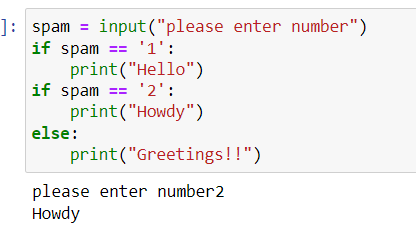 ]: spam = input("please enter number")
if spam == '1':
    print("Hello")
if spam == '2':
    print("Howdy")
else:
    print("Greetings!!")
please enter number2
Howdy